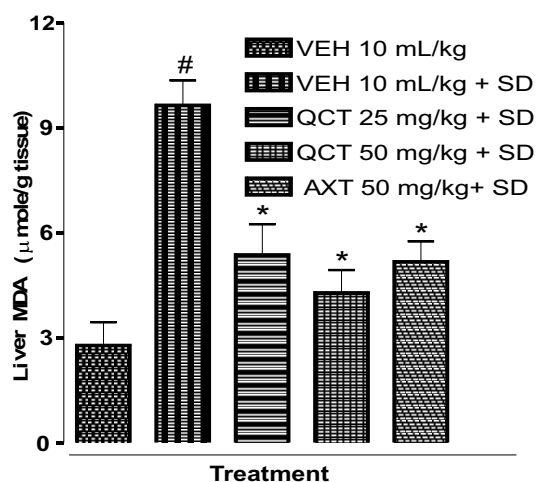 12
9
6
3
0
Liver MDA (μmole/g tissue)
#
*
*
*
VEH 10 mL/kg
VEH 10 mL/kg + SD
QCT 25 mg/kg + SD
QCT 50 mg/kg + SD
AXT 50 mg/kg+ SD
Treatment